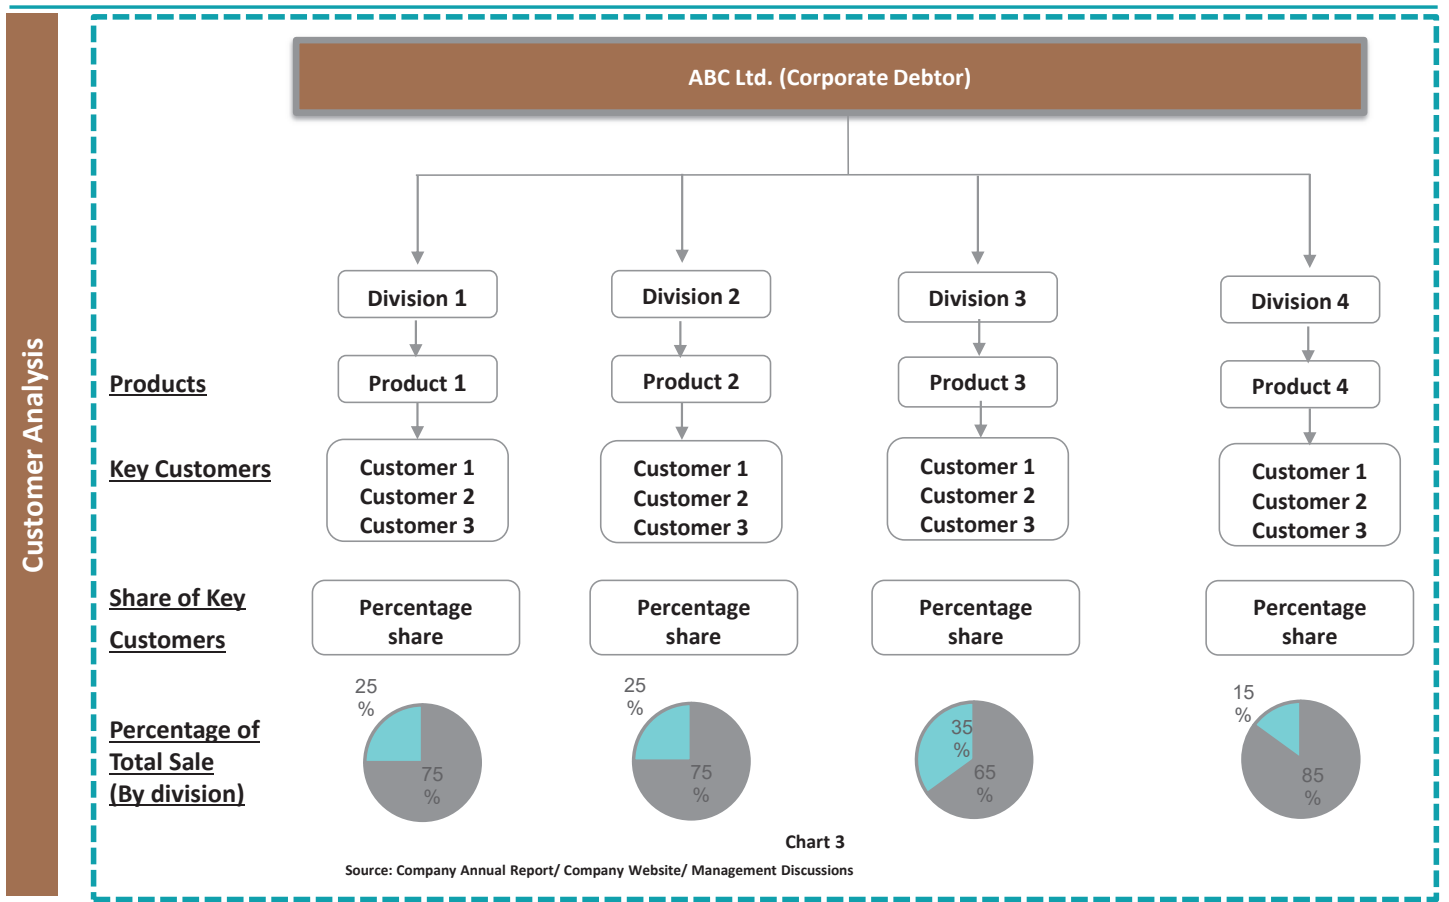 Customer Analysis
ABC Ltd. (Corporate Debtor)
Division 1
Division 2
Division 3
Division 4
Products
Product 1
Product 2
Product 3
Product 4
Key Customers
Customer 1
Customer 2
Customer 3
Customer 1
Customer 2
Customer 3
Customer 1
Customer 2
Customer 3
Customer 1
Customer 2
Customer 3
Share of Key
Customers
Percentage
share
Percentage
share
Percentage
share
Percentage
share
Percentage of
Total Sale
(By division)
25
%
75
%
25
%
75
%
35
%
65
%
15
%
85
%
Chart 3
Source: Company Annual Report/ Company Website/ Management Discussions